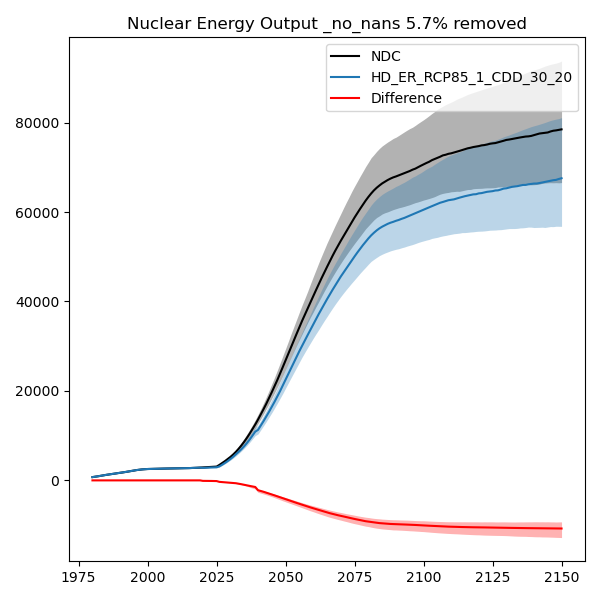 Nuclear Energy Output _no_nans 5.7% removed
NDC
HD_ER_RCP85_1_CDD_30_20
Difference
80000
60000
40000
20000
0
1975 2000 2025 2050 2075 2100 2125 2150